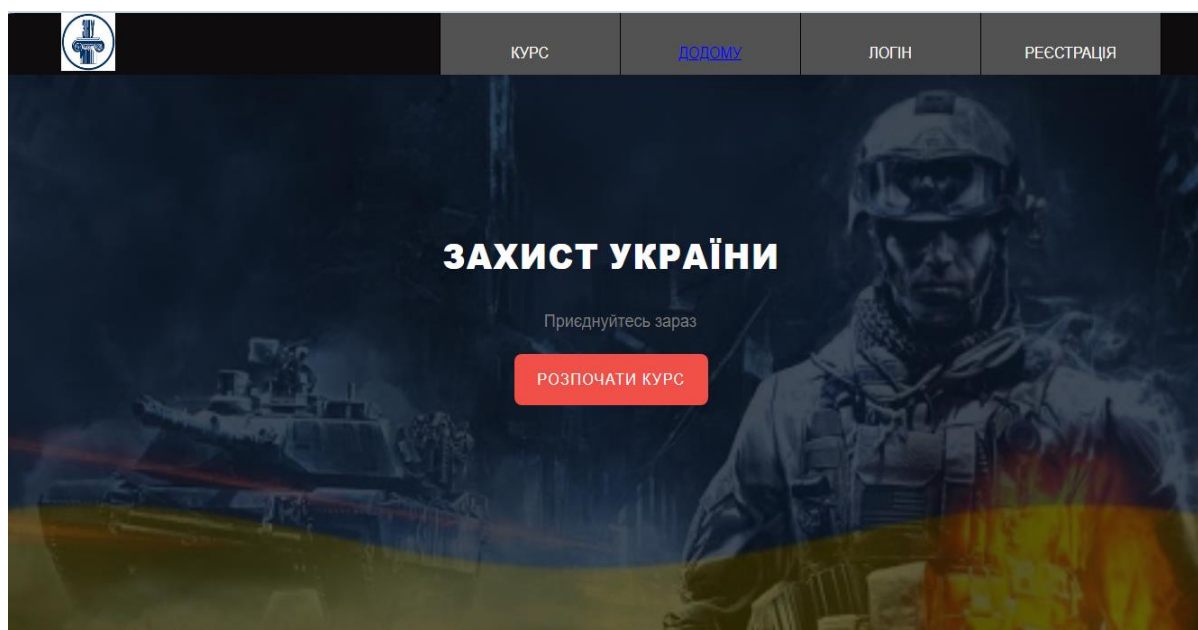 КУРС
ДОДОМУ
ЛОГІН
РЕЄСТРАЦІЯ
ЗАХИСТ УКРАЇНИ
Приєднуйтесь зараз
РОЗПОЧАТИ КУРС